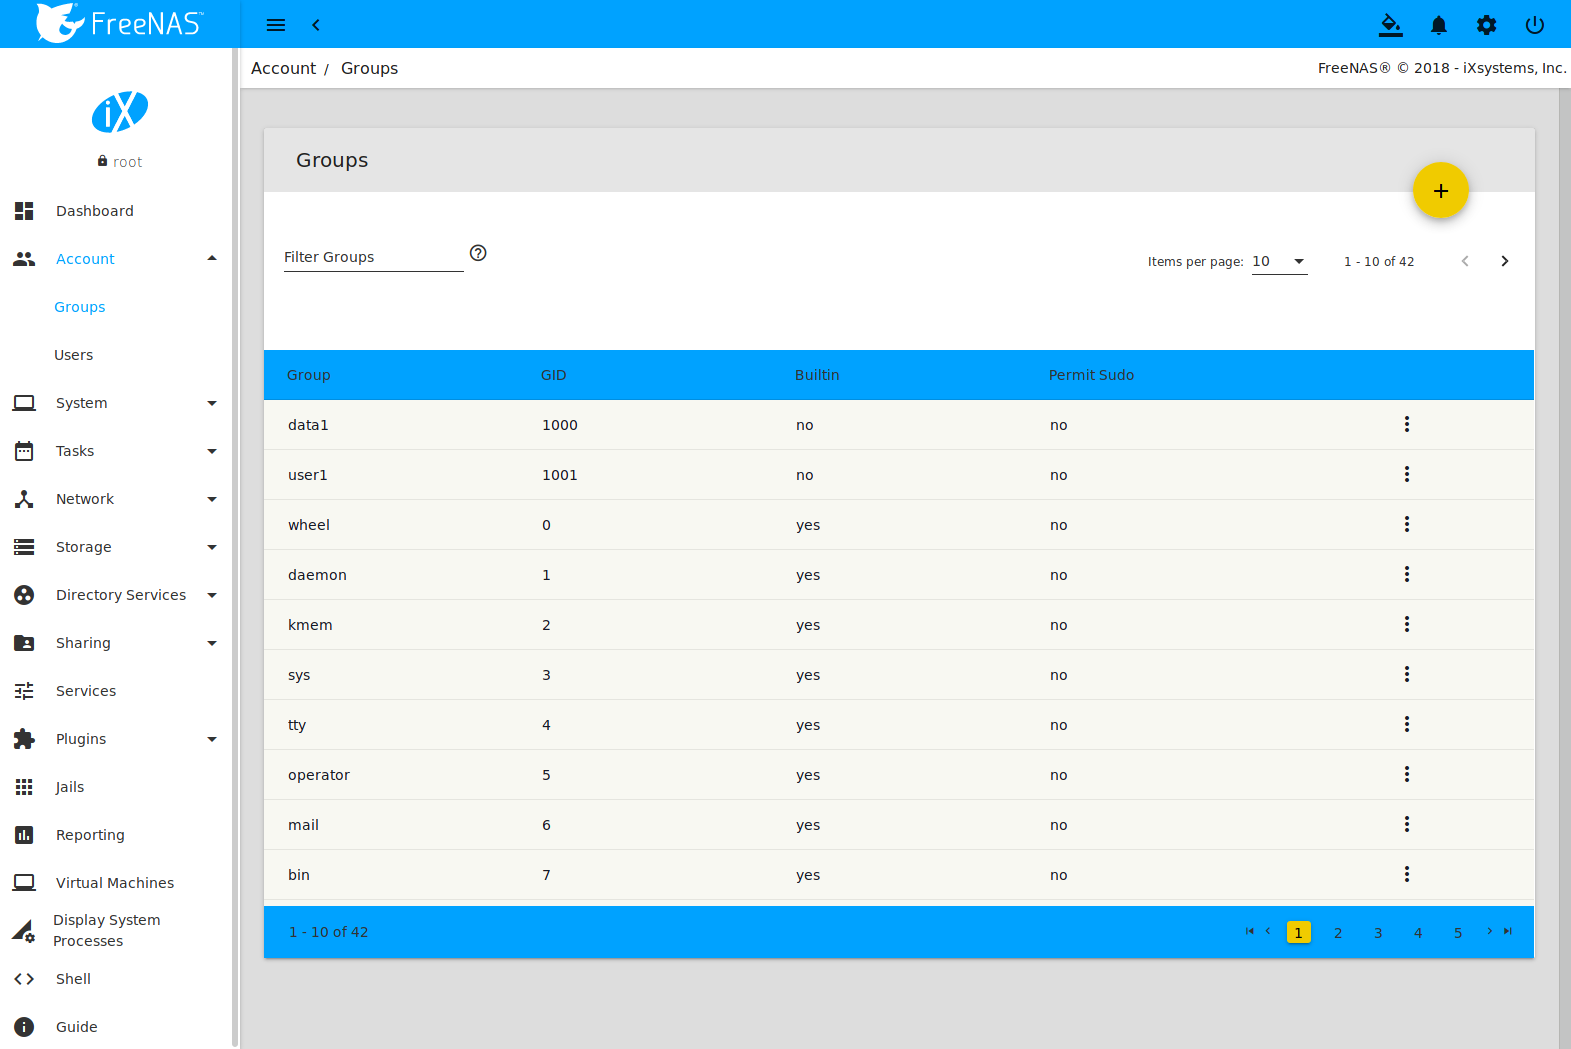 FreeNAS™
Account / Groups
FreeNAS® © 2018 - iXsystems, Inc.
iX
root
Dashboard
Account
Groups
Users
System
Tasks
Network
Storage
Directory Services
Sharing
Services
Plugins
Jails
Reporting
Virtual Machines
Display System
Processes
Shell
Guide
Groups
+
Filter Groups
Items per page: 10 1 - 10 of 42
Group GID Builtin Permit Sudo
data1 1000 no no
user1 1001 no no
wheel 0 yes no
daemon 1 yes no
kmem 2 yes no
sys 3 yes no
tty 4 yes no
operator 5 yes no
mail 6 yes no
bin 7 yes no
1 - 10 of 42 1 2 3 4 5